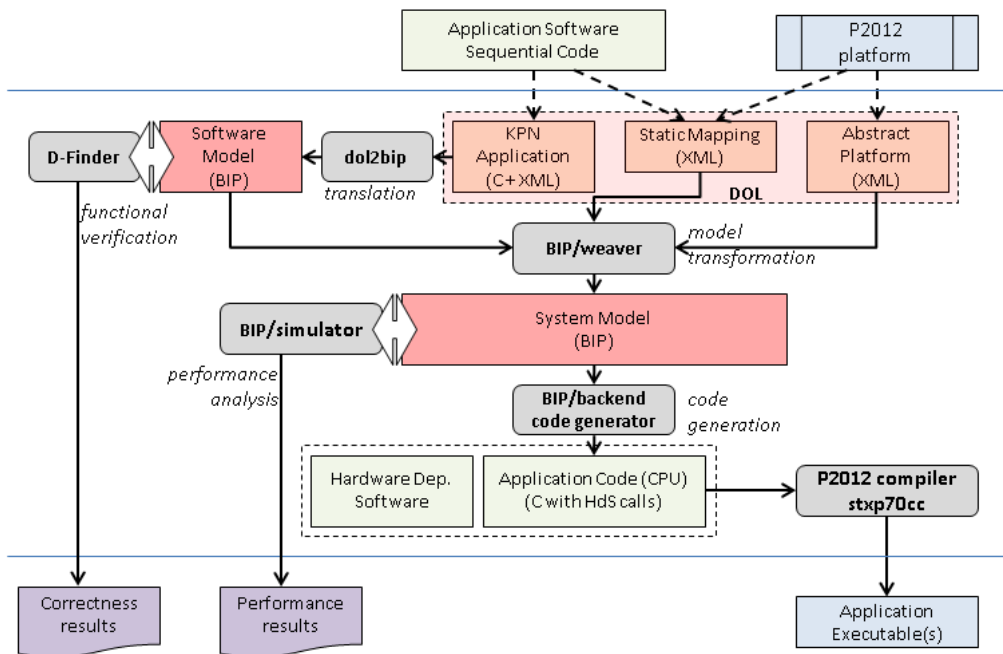 Application Software
Sequential Code
P2012
platform
D-Finder
Software
Model
(BIP)
dol2bip
translation
KPN
Application
(C+ XML)
Static Mapping
(XML)
Abstract
Platform
(XML)
DOL
functional
verification
BIP/weaver
model
transformation
BIP/simulator
System Model
(BIP)
performance
analysis
BIP/backend
code generator
code
generation
Hardware Dep.
Software
Application Code (CPU)
(C with HdS calls)
P2012 compiler
stxp70cc
Correctness
results
Performance
results
Application
Executable(s)